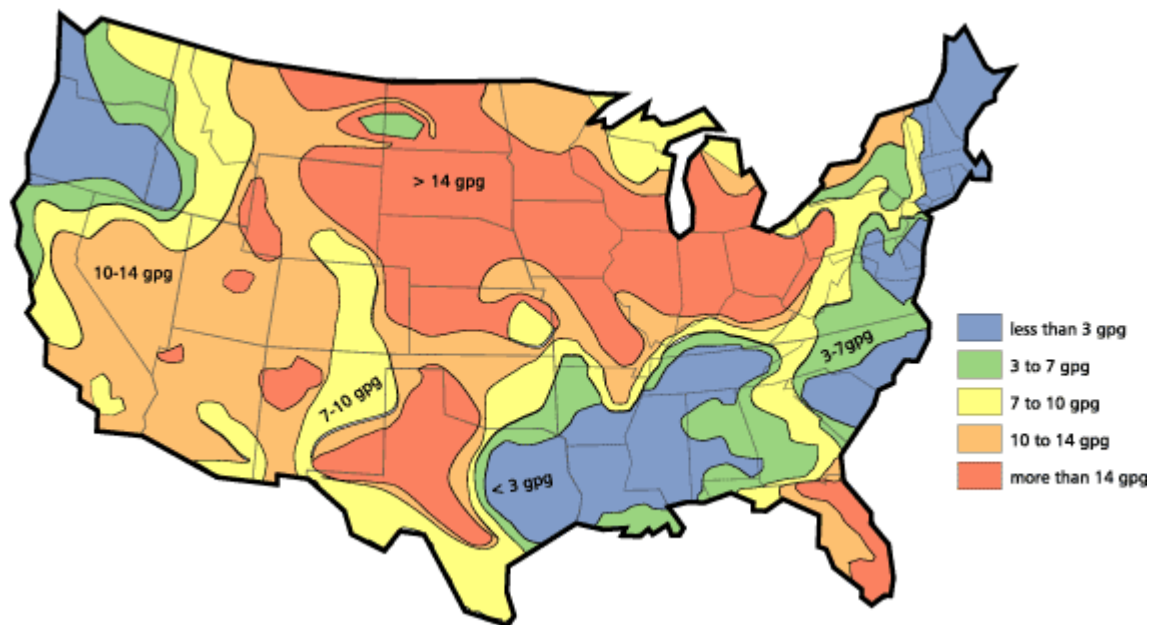 > 14 gpg
10-14 gpg
7-10 gpg
3-7gpg
< 3 gpg
less than 3 gpg
3 to 7 gpg
7 to 10 gpg
10 to 14 gpg
more than 14 gpg